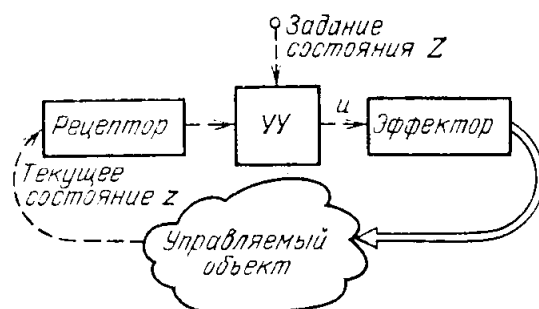 Задание
состояния Z
Рецептор
УУ
u
Эффектор
Текущее
состояние z
Управляемый
объект